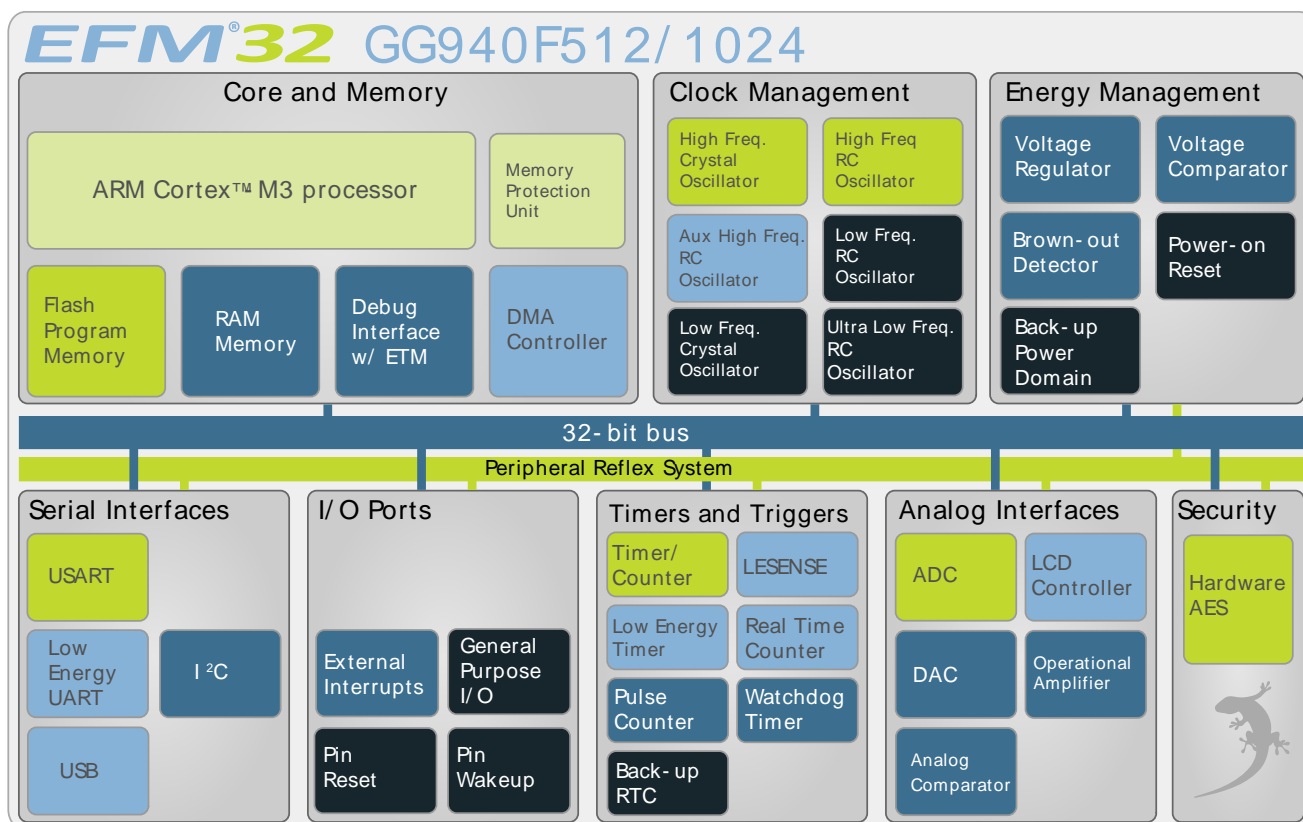 EFM®32 GG940F512/1024
Core and Memory
ARM Cortex™ M3 processor
Memory
Protection
Unit
Flash
Program
Memory
RAM
Memory
Debug
Interface
w/ ETM
DMA
Controller
Clock Management
High Freq.
Crystal
Oscillator
High Freq
RC
Oscillator
Aux High Freq.
RC
Oscillator
Low Freq.
RC
Oscillator
Low Freq.
Crystal
Oscillator
Ultra Low Freq.
RC
Oscillator
Energy Management
Voltage
Regulator
Voltage
Comparator
Brown-out
Detector
Power-on
Reset
Back-up
Power
Domain
32-bit bus
Peripheral Reflex System
Serial Interfaces
USART
Low
Energy
UART
I²C
USB
I/O Ports
External
Interrupts
General
Purpose
I/O
Pin
Reset
Pin
Wakeup
Timers and Triggers
Timer/
Counter
LESENSE
Low Energy
Timer
Real Time
Counter
Pulse
Counter
Watchdog
Timer
Back-up
RTC
Analog Interfaces
ADC
LCD
Controller
DAC
Operational
Amplifier
Analog
Comparator
Security
Hardware
AES